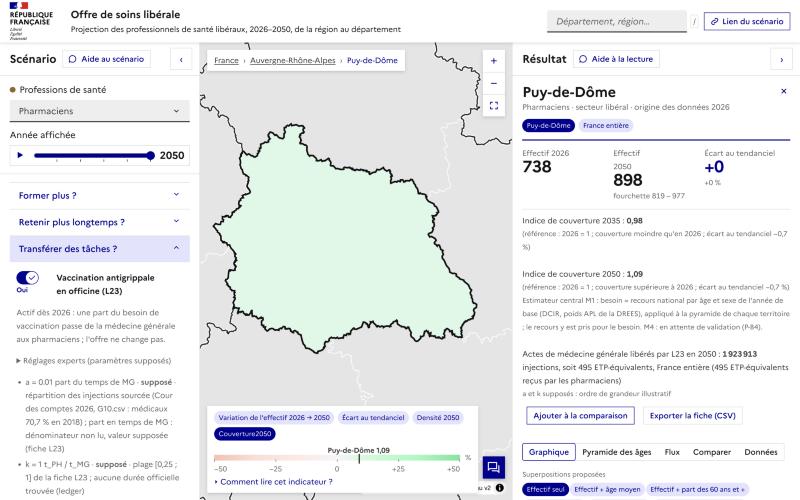 RÉPUBLIQUE
FRANÇAISE
Liberté
Égalité
Fraternité
Offre de soins libérale
Projection des professionnels de santé libéraux, 2026–2050, de la région au département
Département, région…
/
Lien du scénario
Scénario
Aide au scénario
Professions de santé
Pharmaciens
Année affichée
2050
Former plus ?
Retenir plus longtemps ?
Transférer des tâches ?
Oui
Vaccination antigrippale
en officine (L23)
Actif dès 2026 : une part du besoin de
vaccination passe de la médecine générale
aux pharmaciens ; l'offre ne change pas.
Réglages experts (paramètres supposés)
• a = 0.01 part du temps de MG · supposé ·
répartition des injections sourcée (Cour
des comptes 2026, G10.csv : médicaux
70,7 % en 2018) ; part en temps de MG :
dénominateur non lu, valeur supposée
(fiche L23)
• k = 1 t_PH / t_MG · supposé · plage [0,25 ;
1] de la fiche L23 ; aucune durée officielle
trouvée (ledger)
France › Auvergne-Rhône-Alpes › Puy-de-Dôme
+
−
Variation de l'effectif 2026 → 2050
Écart au tendanciel
Densité 2050
Couverture2050
Puy-de-Dôme 1,09
%
−50
−25
0
+25
+50
Comment lire cet indicateur ?
v2
Résultat
Aide à la lecture
Puy-de-Dôme
×
Pharmaciens · secteur libéral · origine des données 2026
Puy-de-Dôme
France entière
Effectif 2026
738
Effectif
2050
898
fourchette 819 – 977
Écart au tendanciel
+0
+0 %
Indice de couverture 2035 : 0,98
(référence : 2026 = 1 ; couverture moindre qu'en 2026 ; écart au tendanciel −0,7
%)
Indice de couverture 2050 : 1,09
(référence : 2026 = 1 ; couverture supérieure à 2026 ; écart au tendanciel −0,7 %)
Estimateur central M1 : besoin = recours national par âge et sexe de l'année de
base (DCIR, poids APL de la DREES), appliqué à la pyramide de chaque territoire
; le recours y est pris pour le besoin. M4 : en attente de validation (P-84).
Actes de médecine générale libérés par L23 en 2050 : 1 923 913
injections, soit 495 ETP-équivalents, France entière (495 ETP-équivalents
reçus par les pharmaciens)
a et k supposés : ordre de grandeur illustratif
Ajouter à la comparaison
Exporter la fiche (CSV)
Graphique
Pyramide des âges
Flux
Comparer
Données
Superpositions proposées
Effectif seul
Effectif + âge moyen
Effectif + part des 60 ans et +